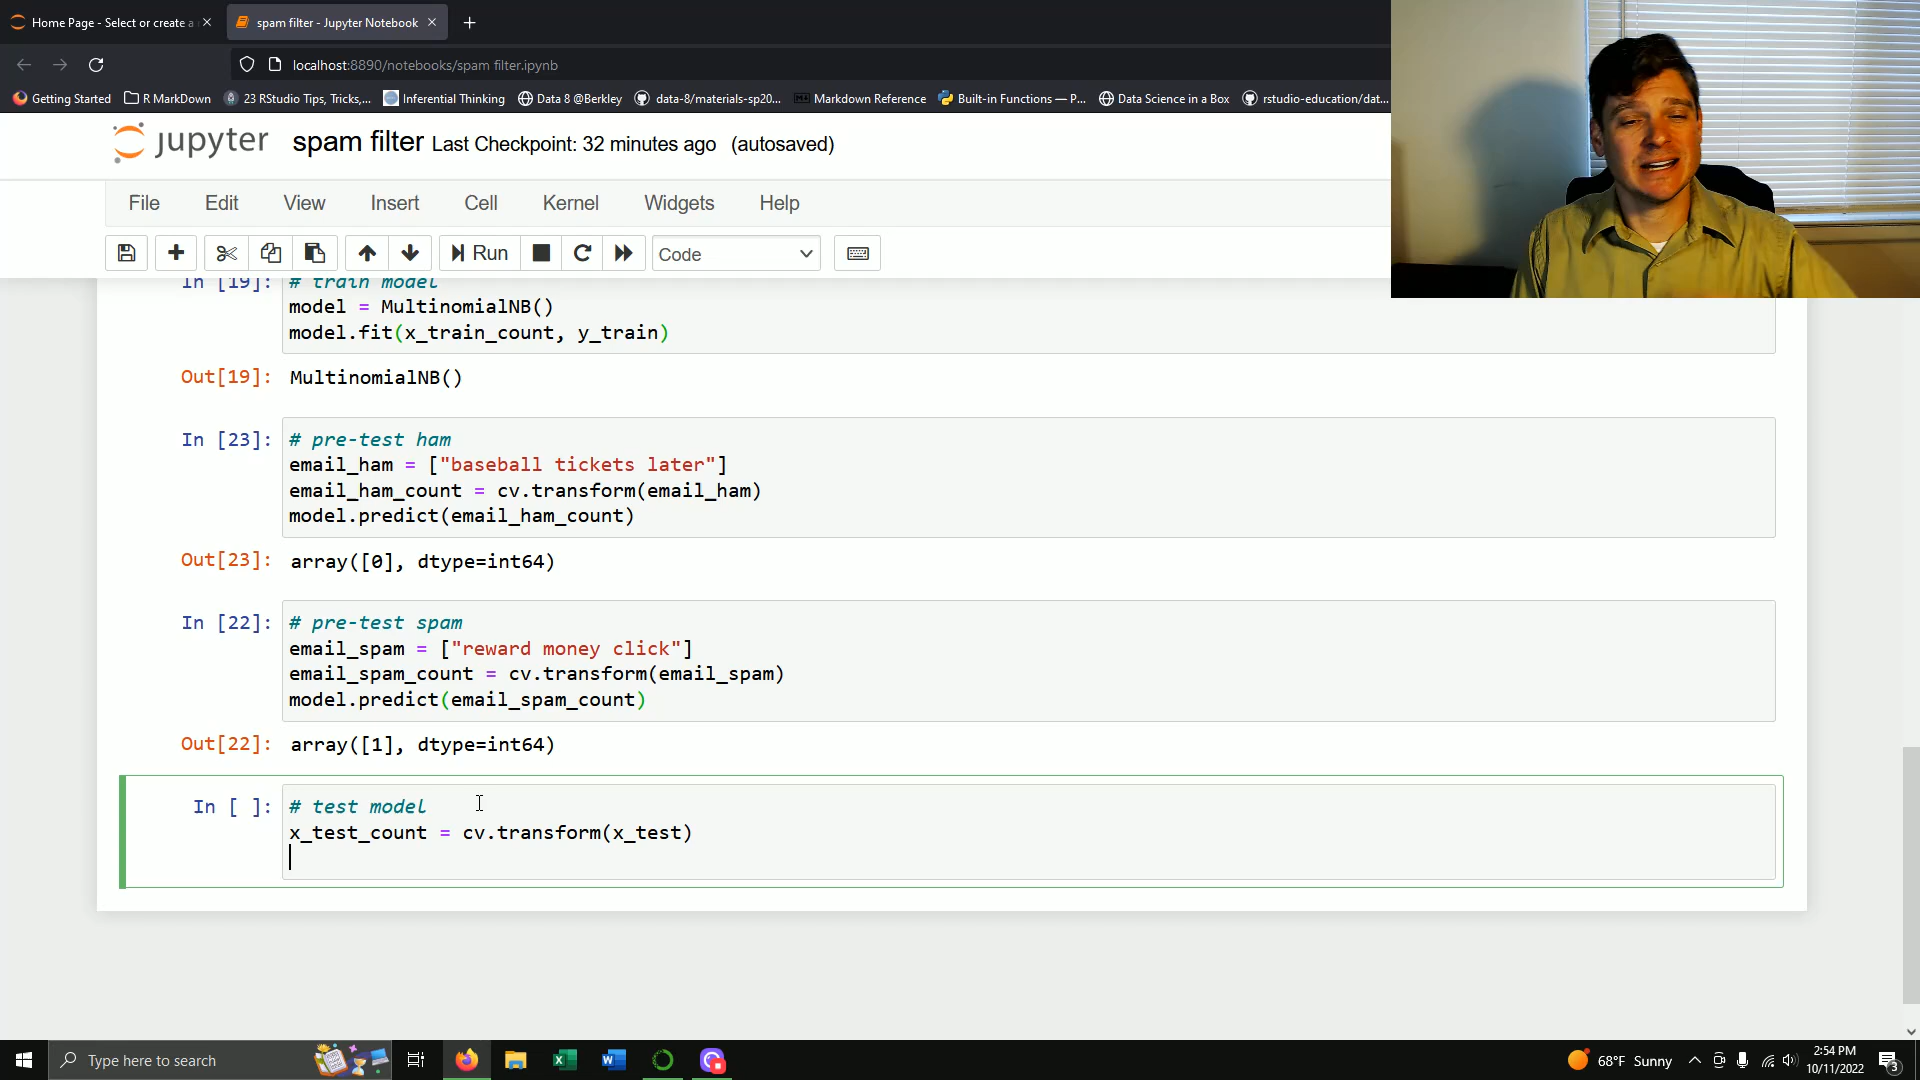 Home Page - Select or create a
spam filter - Jupyter Notebook
localhost:8890/notebooks/spam filter.ipynb
Getting Started
R MarkDown
23 RStudio Tips, Tricks,...
Inferential Thinking
Data 8 @Berkley
data-8/materials-sp20...
Markdown Reference
Built-in Functions — P...
Data Science in a Box
rstudio-education/dat...
jupyter spam filter Last Checkpoint: 32 minutes ago (autosaved)
File Edit View Insert Cell Kernel Widgets Help
Run Code
In [19]: # train model
model = MultinomialNB()
model.fit(x_train_count, y_train)
Out[19]: MultinomialNB()
In [23]: # pre-test ham
email_ham = ["baseball tickets later"]
email_ham_count = cv.transform(email_ham)
model.predict(email_ham_count)
Out[23]: array([0], dtype=int64)
In [22]: # pre-test spam
email_spam = ["reward money click"]
email_spam_count = cv.transform(email_spam)
model.predict(email_spam_count)
Out[22]: array([1], dtype=int64)
In [ ]: # test model
x_test_count = cv.transform(x_test)
Type here to search
68°F Sunny
2:54 PM
10/11/2022
3